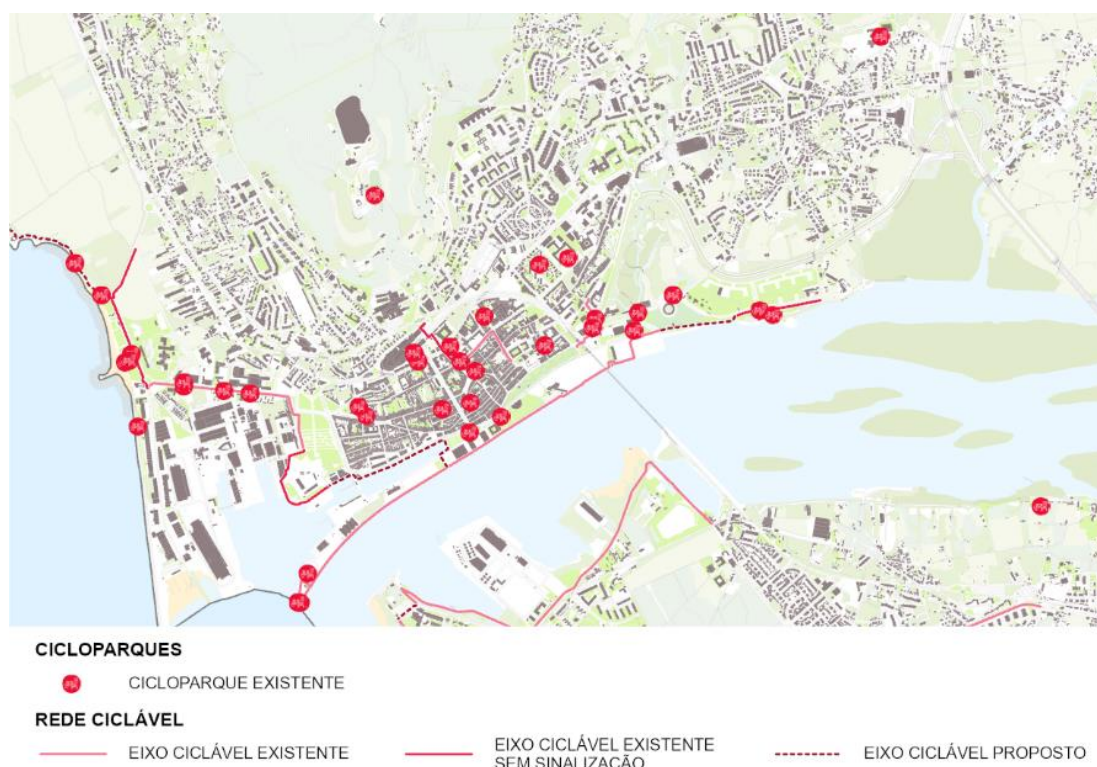 CICLOPARQUES
CICLOPARQUE EXISTENTE
REDE CICLÁVEL
EIXO CICLÁVEL EXISTENTE
EIXO CICLÁVEL EXISTENTE
SEM SINALIZAÇÃO
EIXO CICLÁVEL PROPOSTO